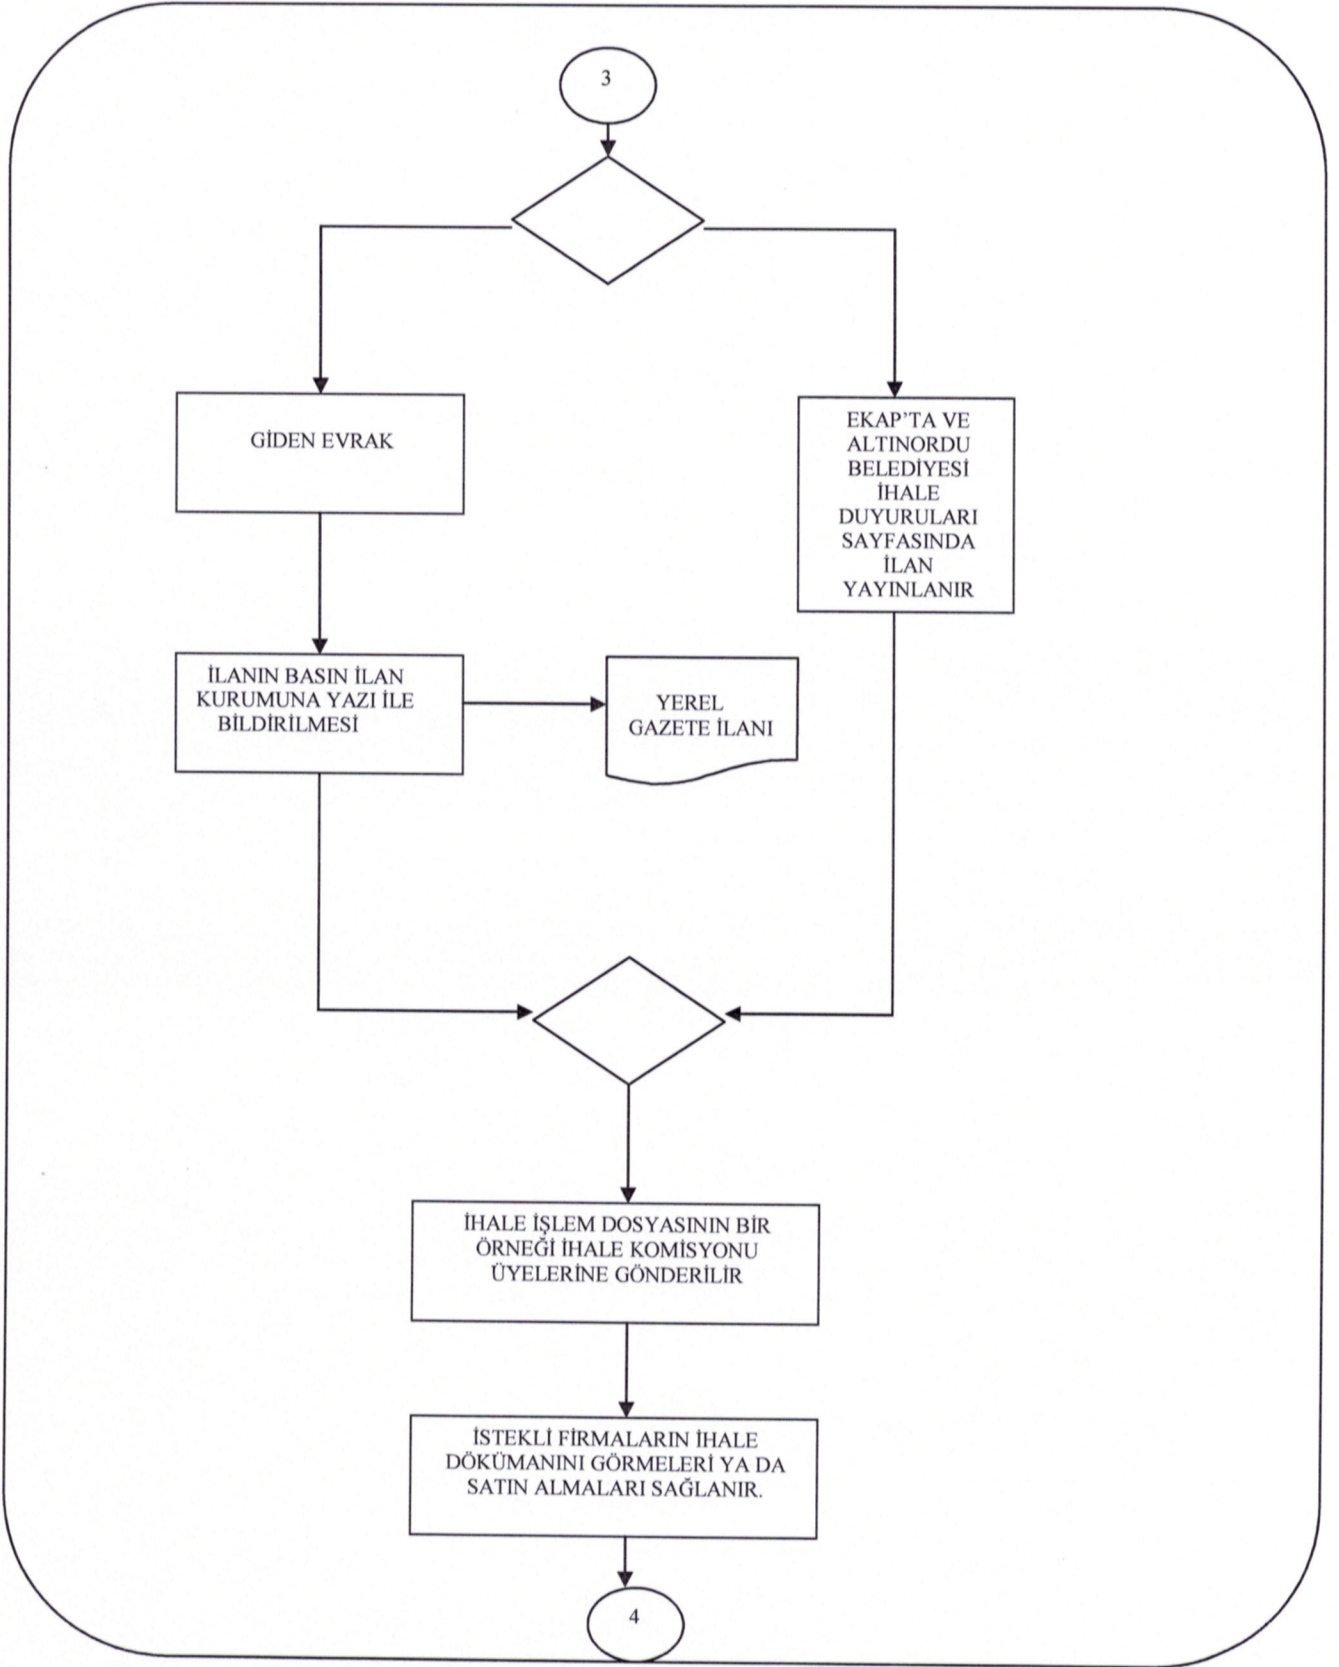 3
GİDEN EVRAK
EKAP'TA VE
ALTINORDU
BELEDİYESİ
İHALE
DUYURULARI
SAYFASINDA
İLAN
YAYINLANIR
İLANIN BASIN İLAN
KURUMUNA YAZI İLE
BİLDİRİLMESİ
YEREL
GAZETE İLANI
İHALE İŞLEM DOSYASININ BİR
ÖRNEĞİ İHALE KOMİSYONU
ÜYELERİNE GÖNDERİLİR
İSTEKLİ FİRMALARIN İHALE
DÖKÜMANINI GÖRMELERİ YA DA
SATIN ALMALARI SAĞLANIR.
4